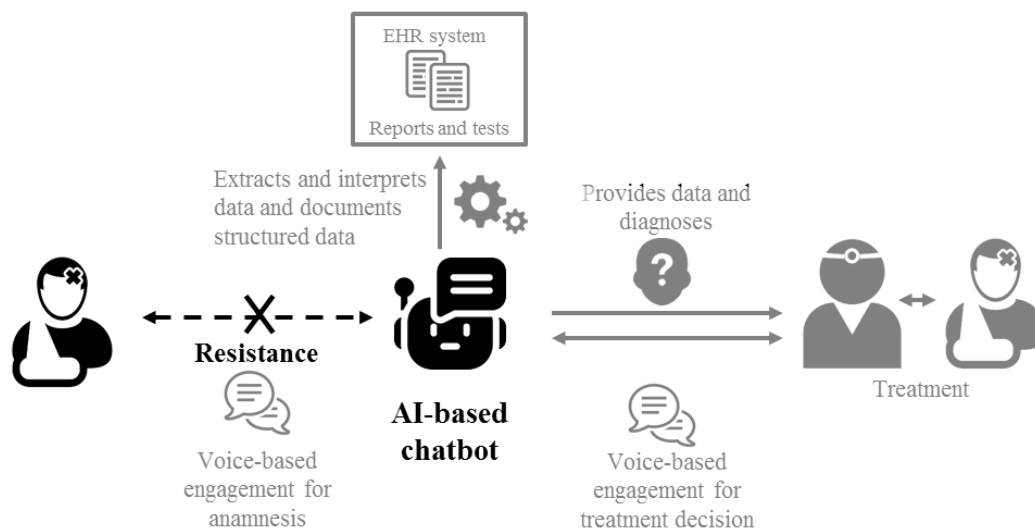 EHR system
Reports and tests
Extracts and interprets
data and documents
structured data
Provides data and
diagnoses
?
Resistance
Treatment
AI-based
chatbot
Voice-based
engagement for
anamnesis
Voice-based
engagement for
treatment decision